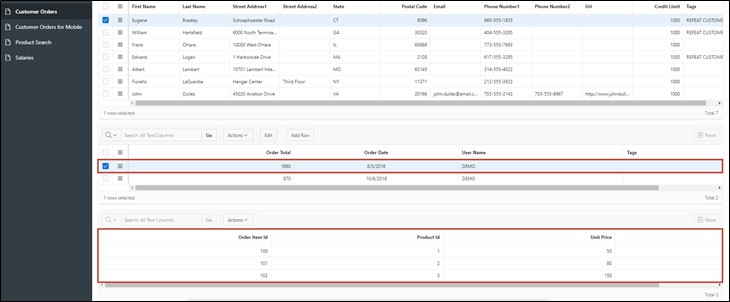 Customer Orders
Customer Orders for Mobile
Product Search
Salaries
First Name Last Name Street Address1 Street Address2 State Postal Code Email Phone Number1 Phone Number2 Url Credit Limit Tags
Eugene Bradley Schoephoester Road CT 6096 860-555-1835 1000 REPEAT CUSTOME
William Hartsfield 6000 North Termina... GA 30320 404-555-3285 1000
Frank OHare 10000 West OHare IL 60666 773-555-7693 1000
Edward Logan 1 Harborside Drive MA 2128 617-555-3295 1000 REPEAT CUSTOME
Albert Lambert 10701 Lambert Inte... MO 63145 314-555-4022 1000
Fiorello LaGuardia Hangar Center Third Floor NY 11371 212-555-3923 1000
John Dulles 45020 Aviation Drive VA 20166 john.dulles@email.c... 703-555-2143 703-555-8967 http://www.johndull... 1000
1 rows selected Total 7
Search: All Text Columns Go Actions Edit Add Row Reset
Order Total Order Date User Name Tags
1890 8/5/2016 DEMO
870 10/6/2016 DEMO
1 rows selected Total 2
Search: All Text Columns Go Actions Reset
Order Item Id Product Id Unit Price
100 1 50
101 2 80
102 3 150
Total 3